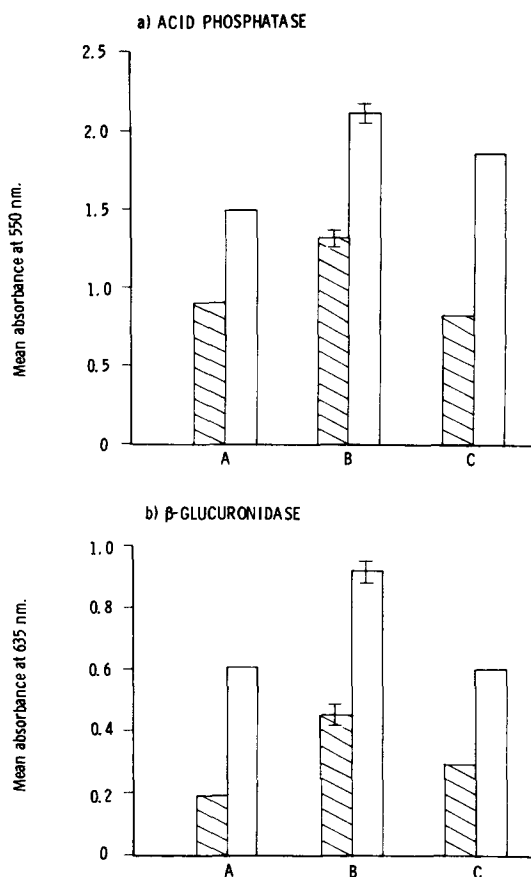 a) ACID PHOSPHATASE
2.5
2.0
1.5
1.0
0.5
0
Mean absorbance at 550 nm.
A B C
b) β-GLUCURONIDASE
1.0
0.8
0.6
0.4
0.2
0
Mean absorbance at 635 nm.
A B C